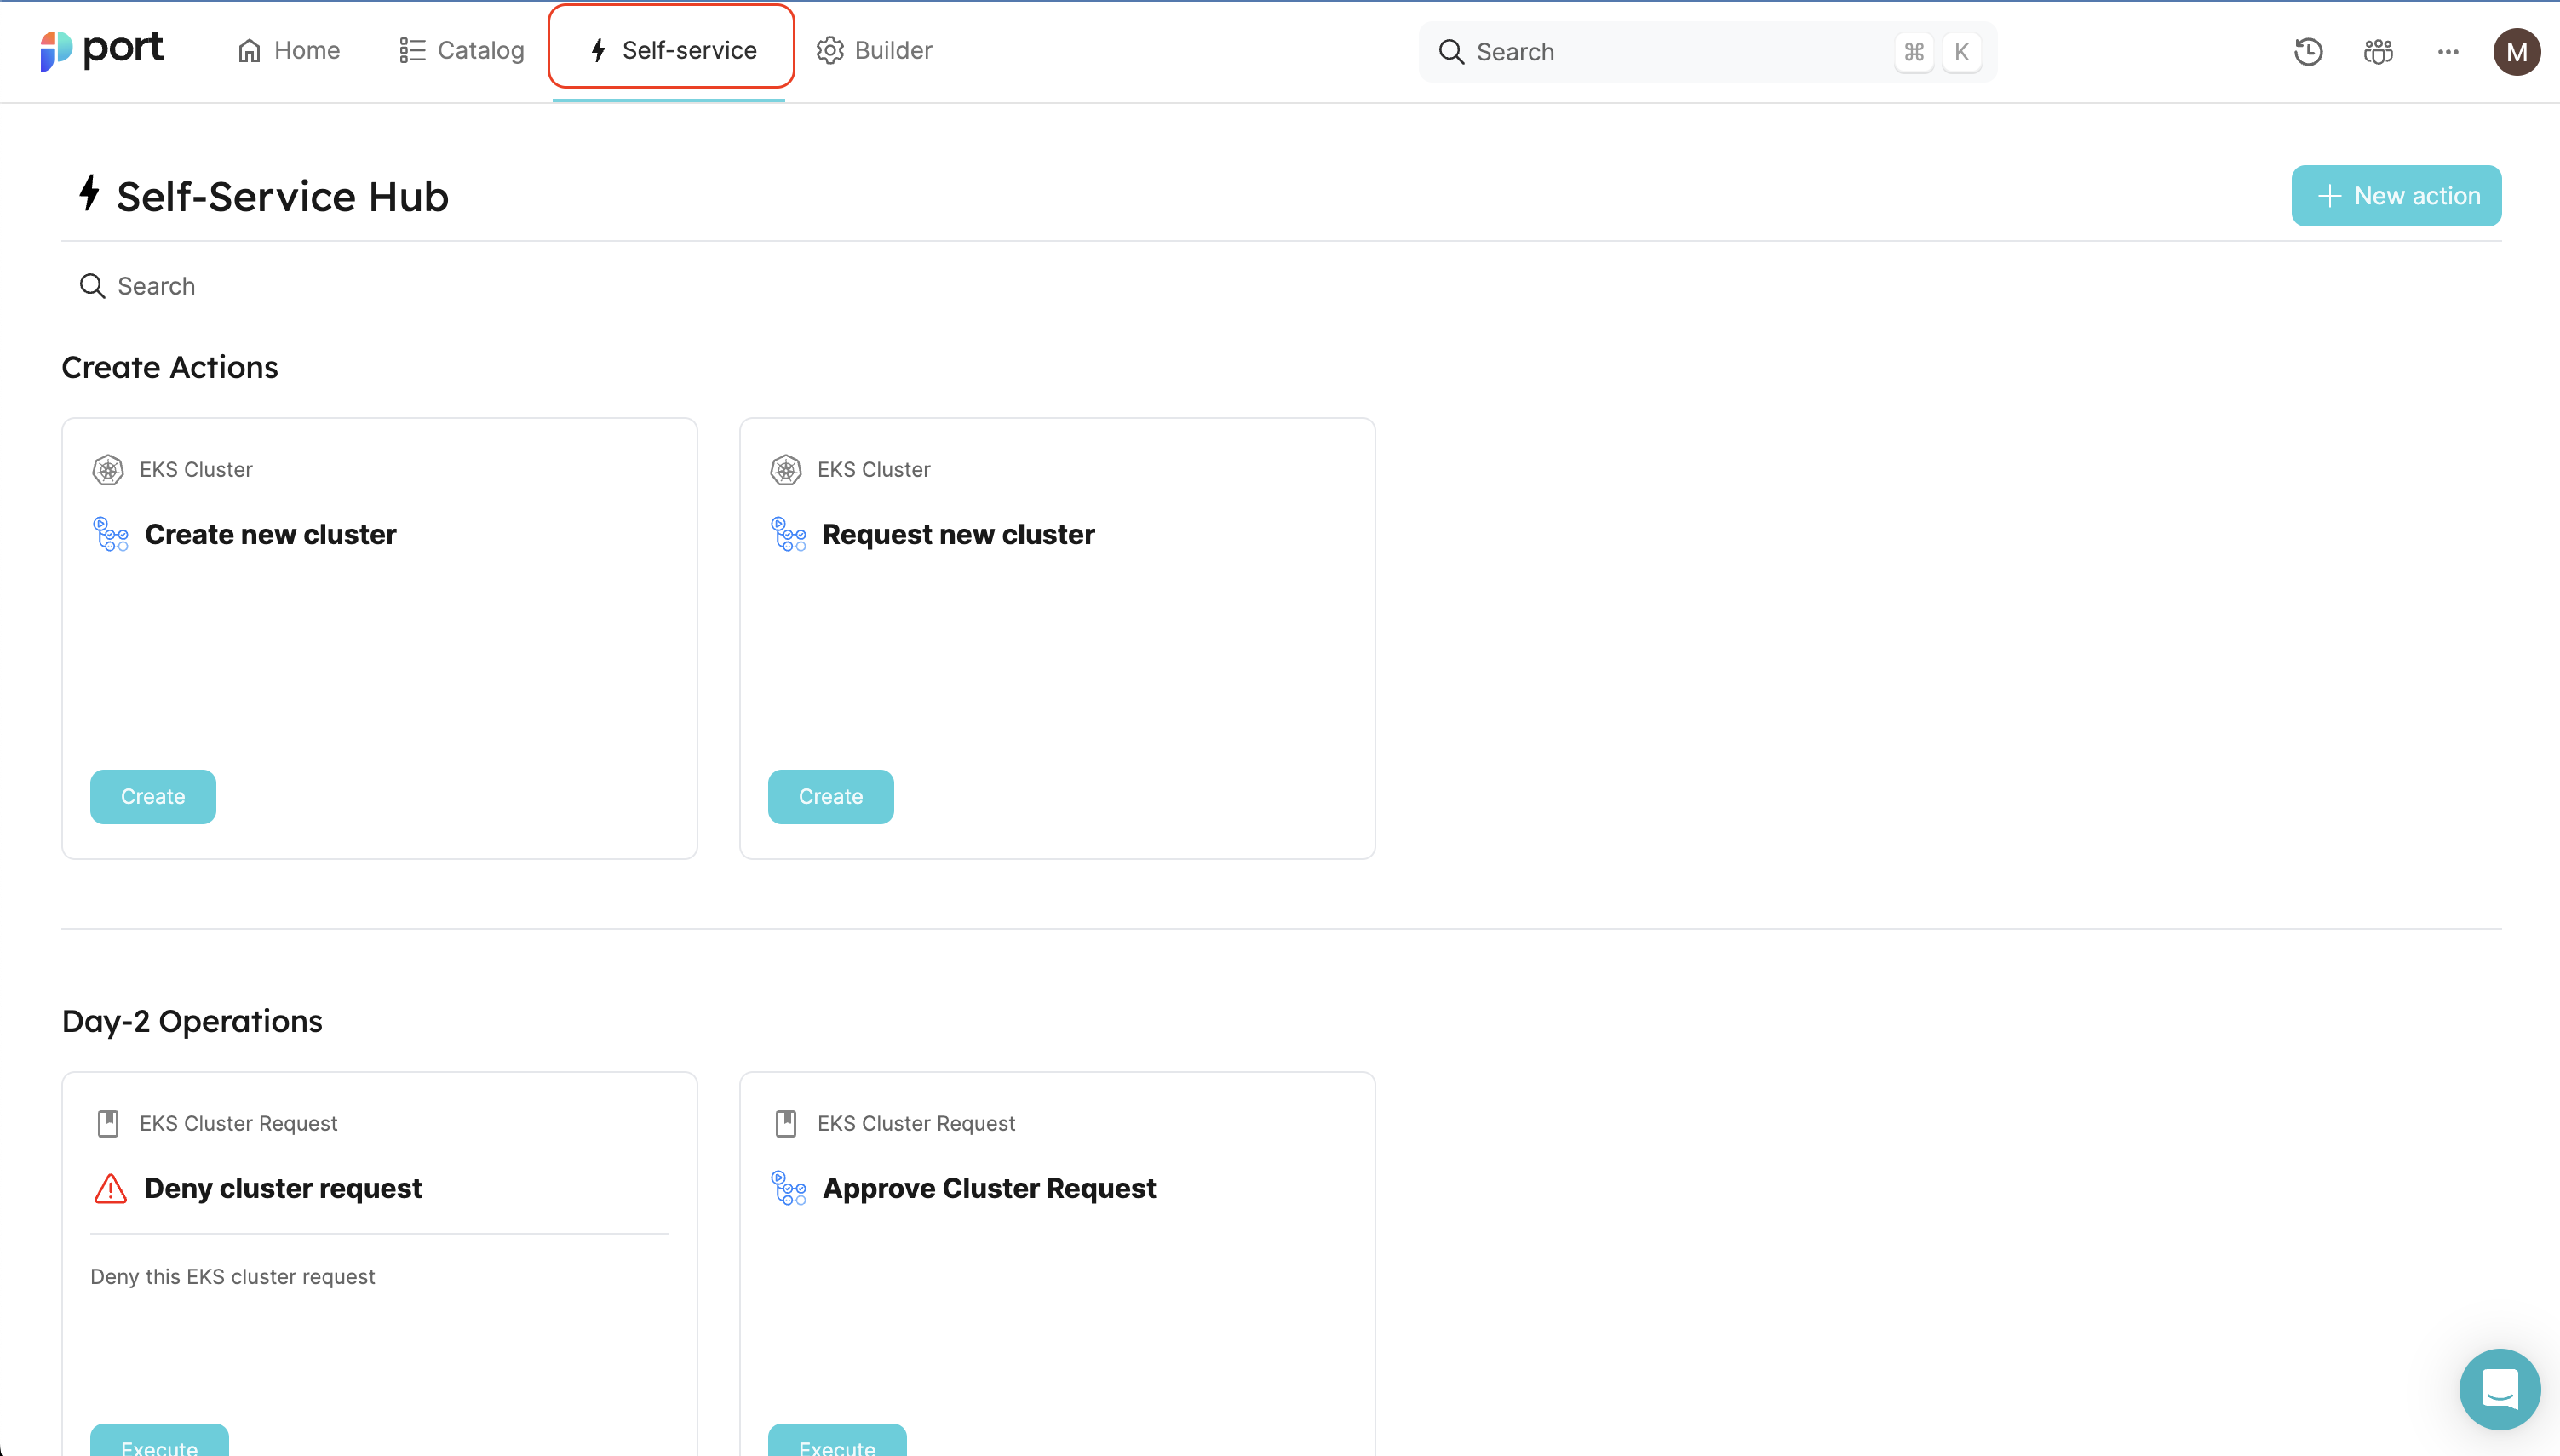 port Home Catalog Self-service Builder Search ⌘ K M
Self-Service Hub
New action
Search
Create Actions
EKS Cluster
Create new cluster
Create
EKS Cluster
Request new cluster
Create
Day-2 Operations
EKS Cluster Request
Deny cluster request
Deny this EKS cluster request
Execute
EKS Cluster Request
Approve Cluster Request
Execute